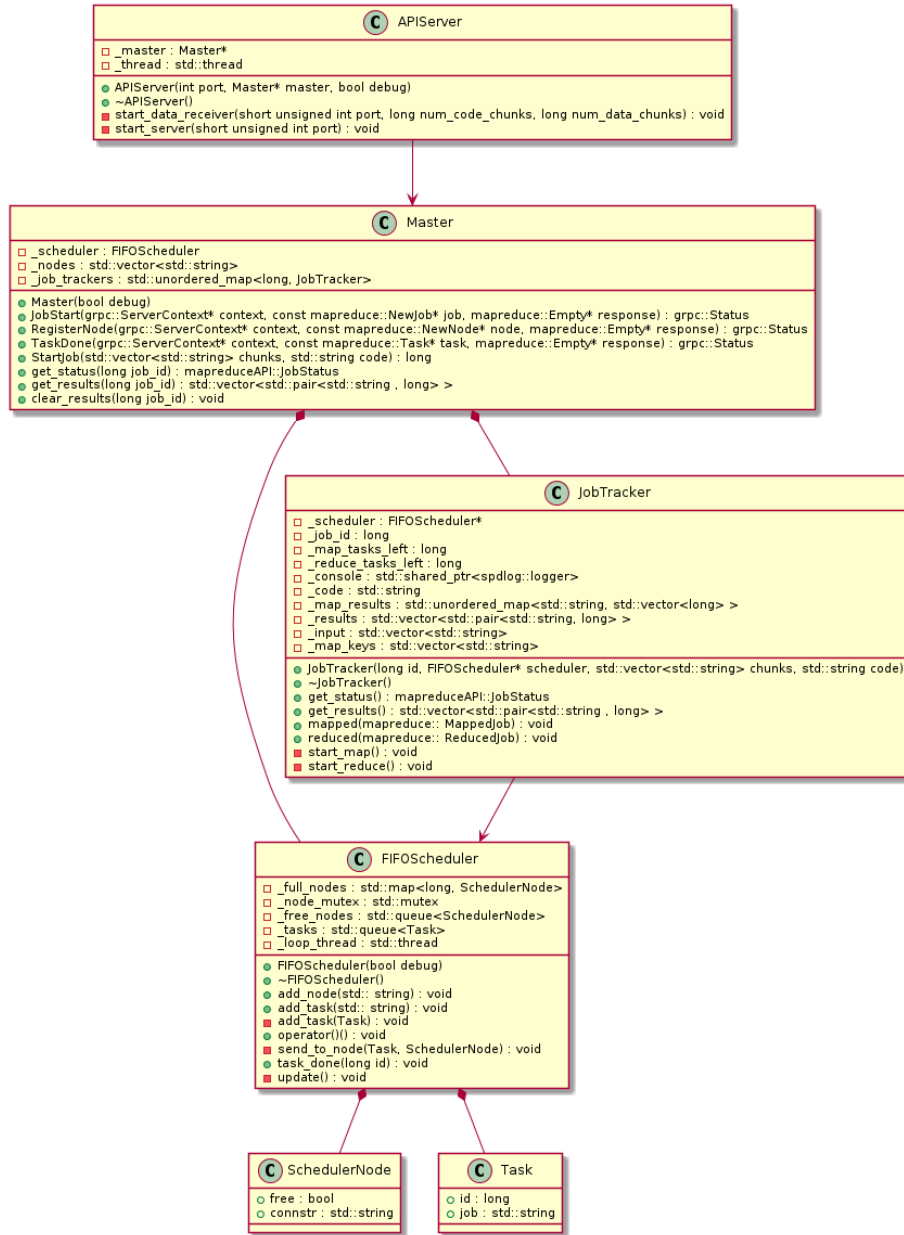 C APIServer
_master : Master*
_thread : std::thread
APIServer(int port, Master* master, bool debug)
~APIServer()
start_data_receiver(short unsigned int port, long num_code_chunks, long num_data_chunks) : void
start_server(short unsigned int port) : void
C Master
_scheduler : FIFOScheduler
_nodes : std::vector<std::string>
_job_trackers : std::unordered_map<long, JobTracker>
Master(bool debug)
JobStart(grpc::ServerContext* context, const mapreduce::NewJob* job, mapreduce::Empty* response) : grpc::Status
RegisterNode(grpc::ServerContext* context, const mapreduce::NewNode* node, mapreduce::Empty* response) : grpc::Status
TaskDone(grpc::ServerContext* context, const mapreduce::Task* task, mapreduce::Empty* response) : grpc::Status
StartJob(std::vector<std::string> chunks, std::string code) : long
get_status(long job_id) : mapreduceAPI::JobStatus
get_results(long job_id) : std::vector<std::pair<std::string , long> >
clear_results(long job_id) : void
C JobTracker
_scheduler : FIFOScheduler*
_job_id : long
_map_tasks_left : long
_reduce_tasks_left : long
_console : std::shared_ptr<spdlog::logger>
_code : std::string
_map_results : std::unordered_map<std::string, std::vector<long> >
_results : std::vector<std::pair<std::string, long> >
_input : std::vector<std::string>
_map_keys : std::vector<std::string>
JobTracker(long id, FIFOScheduler* scheduler, std::vector<std::string> chunks, std::string code)
~JobTracker()
get_status() : mapreduceAPI::JobStatus
get_results() : std::vector<std::pair<std::string , long> >
mapped(mapreduce:: MappedJob) : void
reduced(mapreduce:: ReducedJob) : void
start_map() : void
start_reduce() : void
C FIFOScheduler
_full_nodes : std::map<long, SchedulerNode>
_node_mutex : std::mutex
_free_nodes : std::queue<SchedulerNode>
_tasks : std::queue<Task>
_loop_thread : std::thread
FIFOScheduler(bool debug)
~FIFOScheduler()
add_node(std:: string) : void
add_task(std:: string) : void
add_task(Task) : void
operator()() : void
send_to_node(Task, SchedulerNode) : void
task_done(long id) : void
update() : void
C SchedulerNode
free : bool
connstr : std::string
C Task
id : long
job : std::string